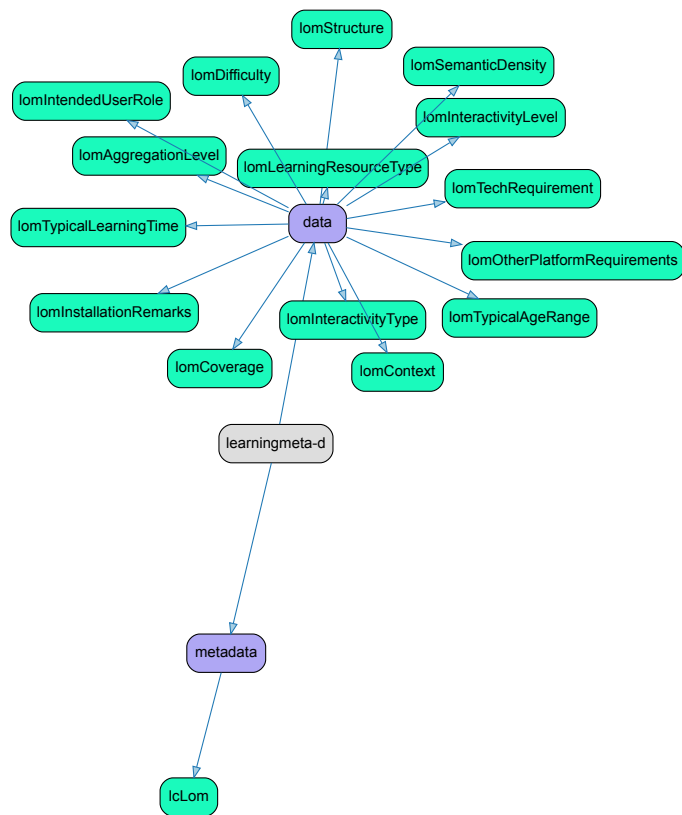 lomStructure
lomSemanticDensity
lomDifficulty
lomIntendedUserRole
lomInteractivityLevel
lomAggregationLevel
lomLearningResourceType
lomTechRequirement
data
lomTypicalLearningTime
lomOtherPlatformRequirements
lomInstallationRemarks
lomInteractivityType
lomTypicalAgeRange
lomCoverage
lomContext
learningmeta-d
metadata
lcLom